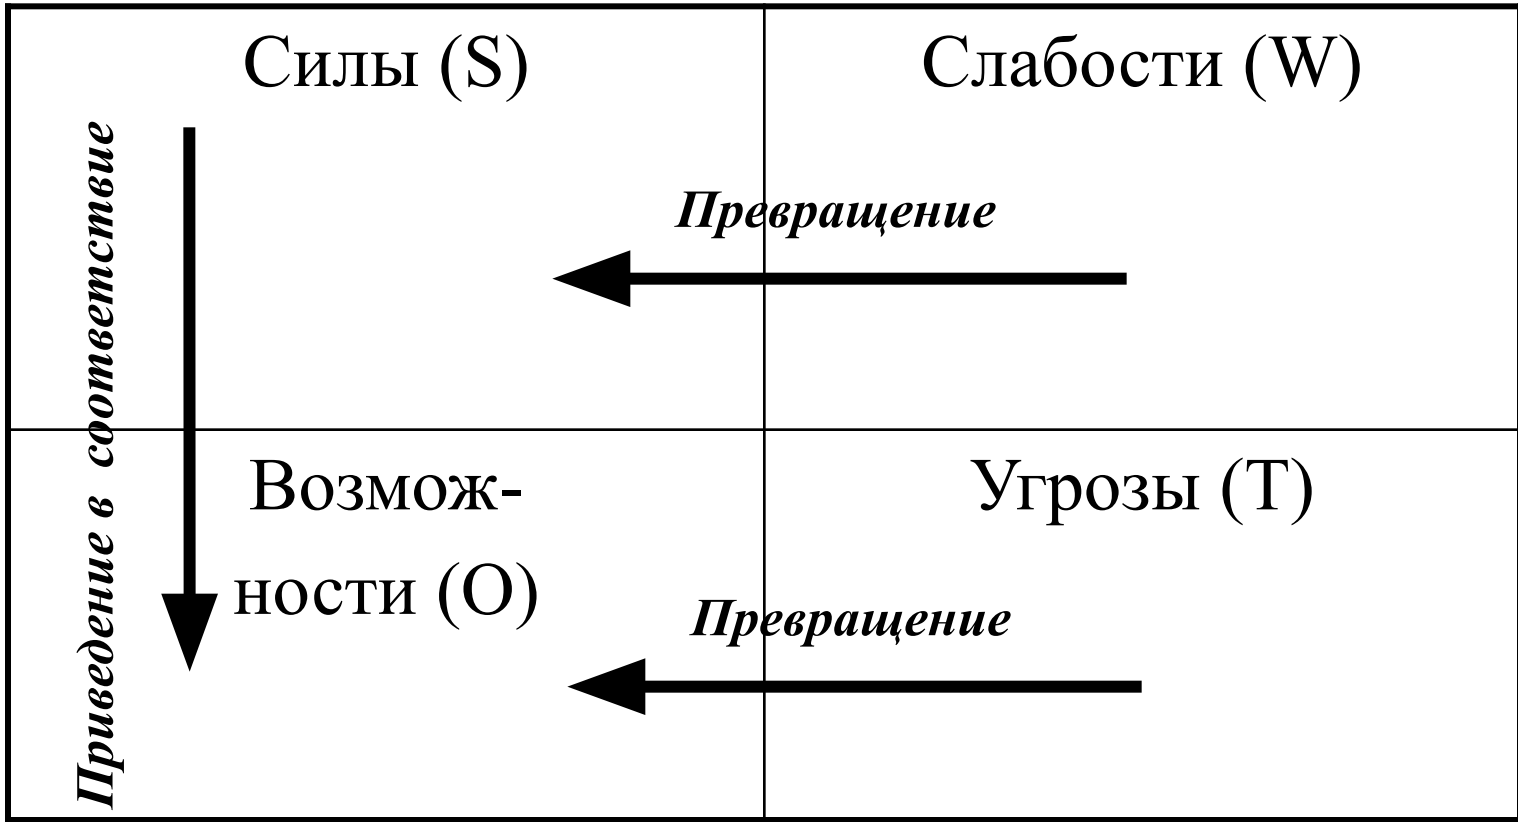 Силы (S)
Слабости (W)
Приведение в соответствие
Превращение
Возмож-
ности (O)
Угрозы (T)
Превращение